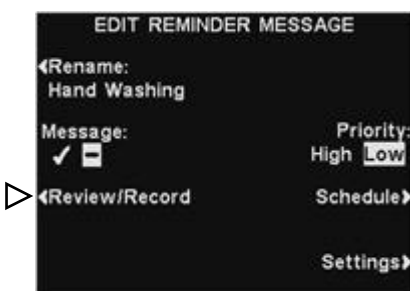 EDIT REMINDER MESSAGE
Rename:
Hand Washing
Message:
Priority:
High Low
Review/Record
Schedule
Settings